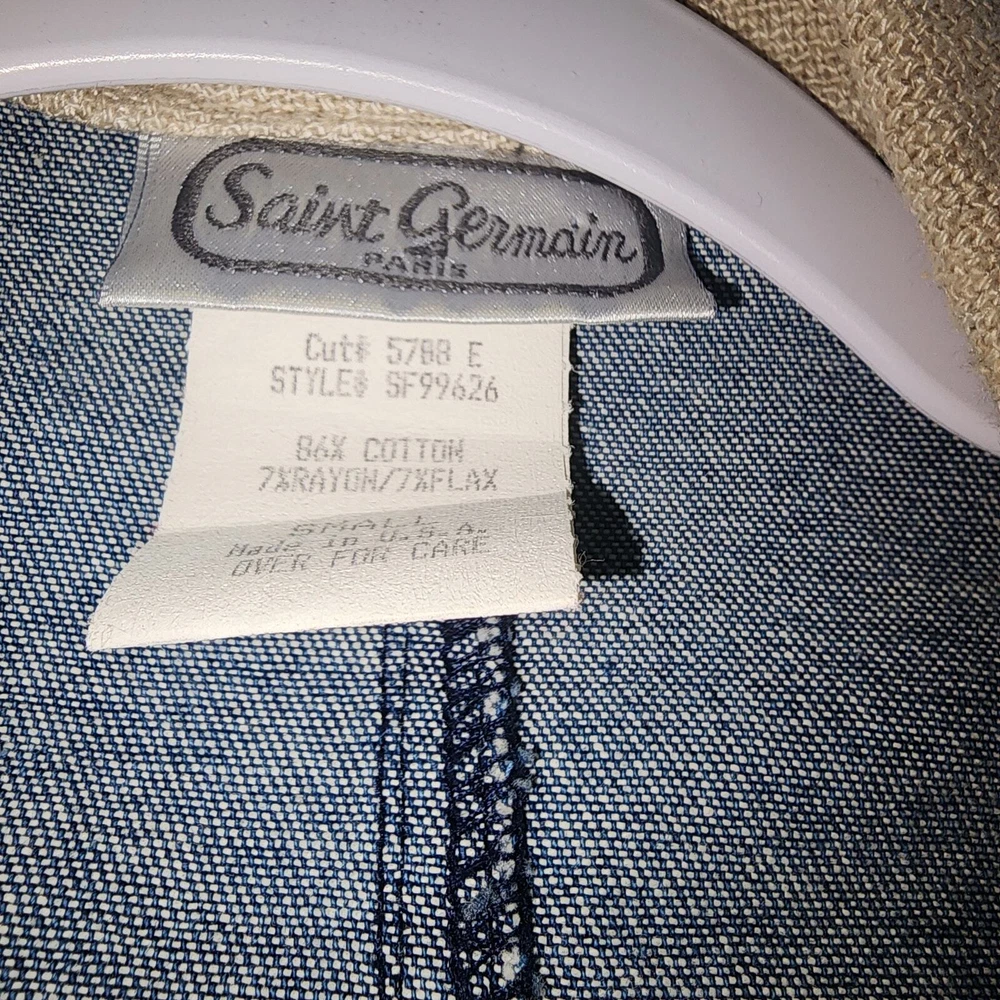 Saint Germain
PARIS
Cut# 5788 E
STYLE# SF99626
86% COTTON
7%RAYON/7%FLAX
SMALL
Made in U.S.A.
OVER FOR CARE